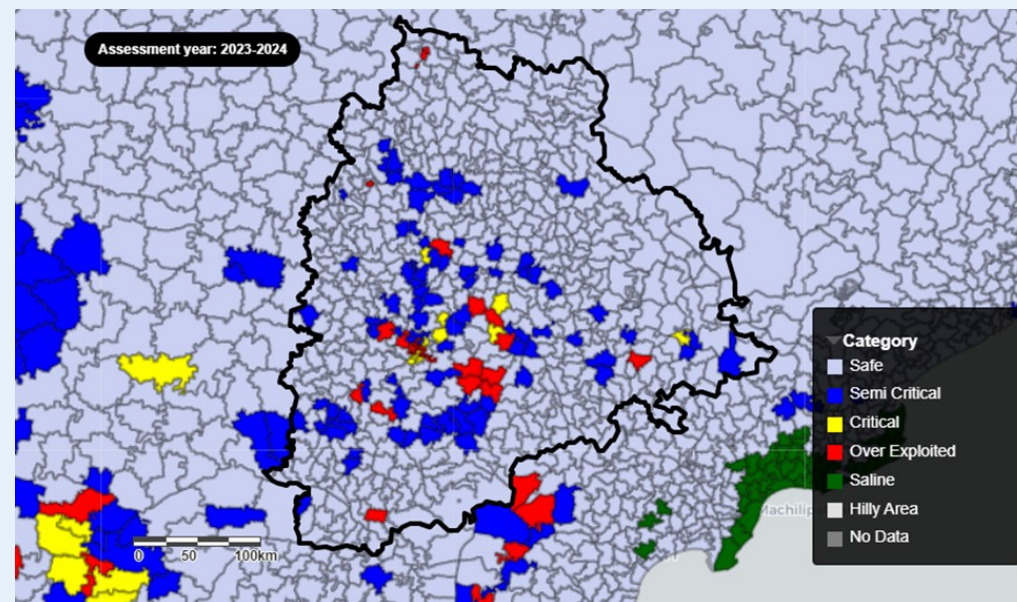 Assessment year: 2023-2024
Category
Safe
Semi Critical
Critical
Over Exploited
Saline
Hilly Area
No Data
0 50 100km